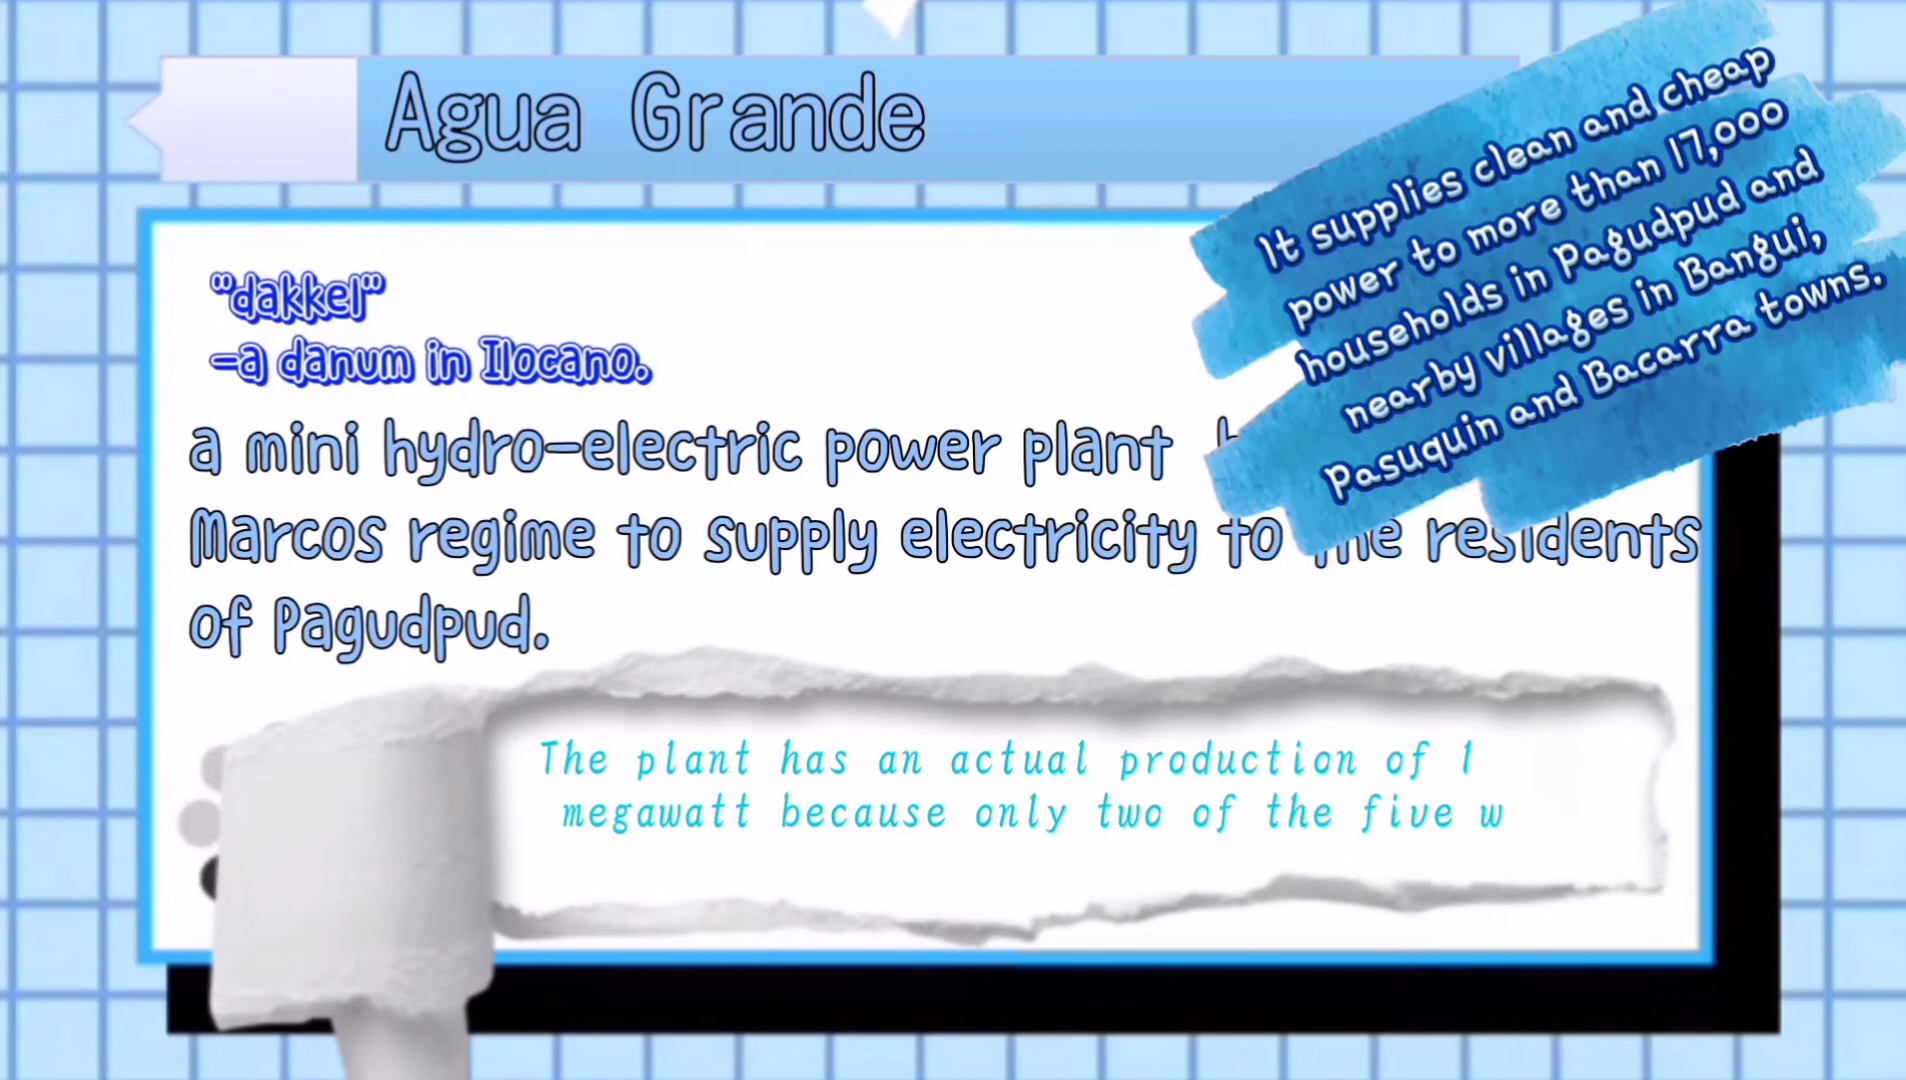 Agua Grande
It supplies clean and cheap
power to more than 17,000
households in Pagudpud and
nearby villages in Bangui,
Pasuquin and Bacarra towns.
"dakkel"
-a danum in Ilocano.
a mini hydro-electric power plant
Marcos regime to supply electricity to the residents
of Pagudpud.
The plant has an actual production of 1
megawatt because only two of the five w